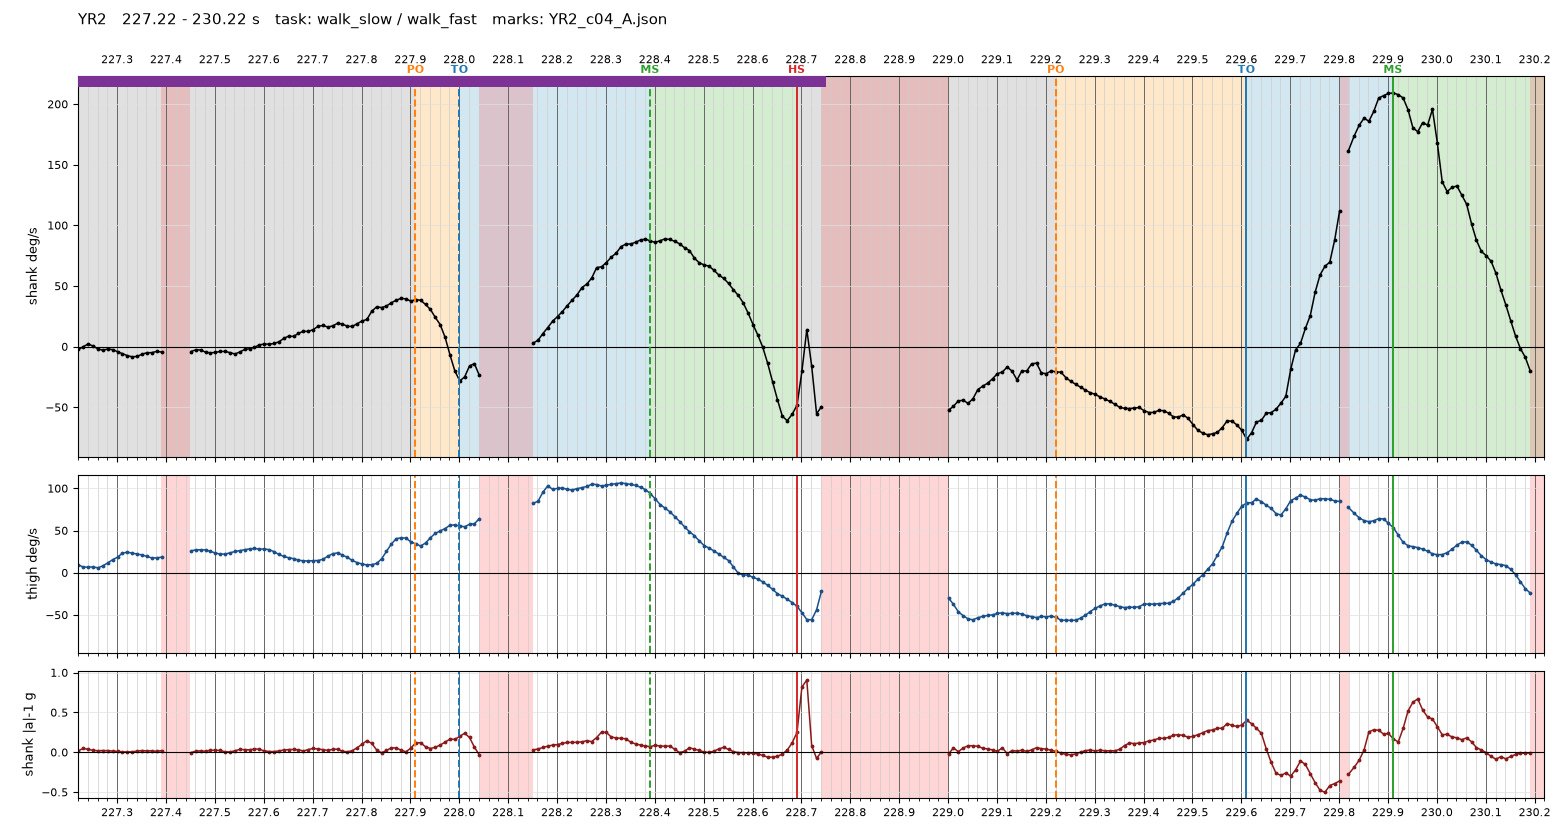 YR2 227.22 - 230.22 s task: walk_slow / walk_fast marks: YR2_c04_A.json
227.3 227.4 227.5 227.6 227.7 227.8 227.9 228.0 228.1 228.2 228.3 228.4 228.5 228.6 228.7 228.8 228.9 229.0 229.1 229.2 229.3 229.4 229.5 229.6 229.7 229.8 229.9 230.0 230.1 230.2
PO TO MS HS PO TO MS
200
150
100
50
0
−50
shank deg/s
100
50
0
−50
thigh deg/s
1.0
0.5
0.0
−0.5
shank |a|-1 g
227.3 227.4 227.5 227.6 227.7 227.8 227.9 228.0 228.1 228.2 228.3 228.4 228.5 228.6 228.7 228.8 228.9 229.0 229.1 229.2 229.3 229.4 229.5 229.6 229.7 229.8 229.9 230.0 230.1 230.2